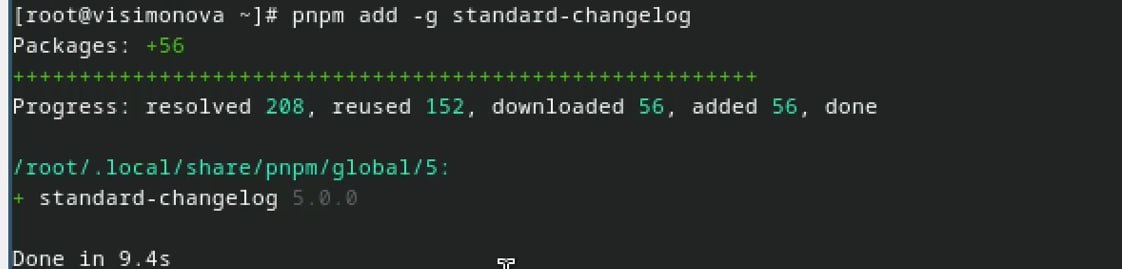 [root@visimonova ~]# pnpm add -g standard-changelog
Packages: +56
++++++++++++++++++++++++++++++++++++++++++++++++++++++++
Progress: resolved 208, reused 152, downloaded 56, added 56, done
/root/.local/share/pnpm/global/5:
+ standard-changelog 5.0.0
Done in 9.4s